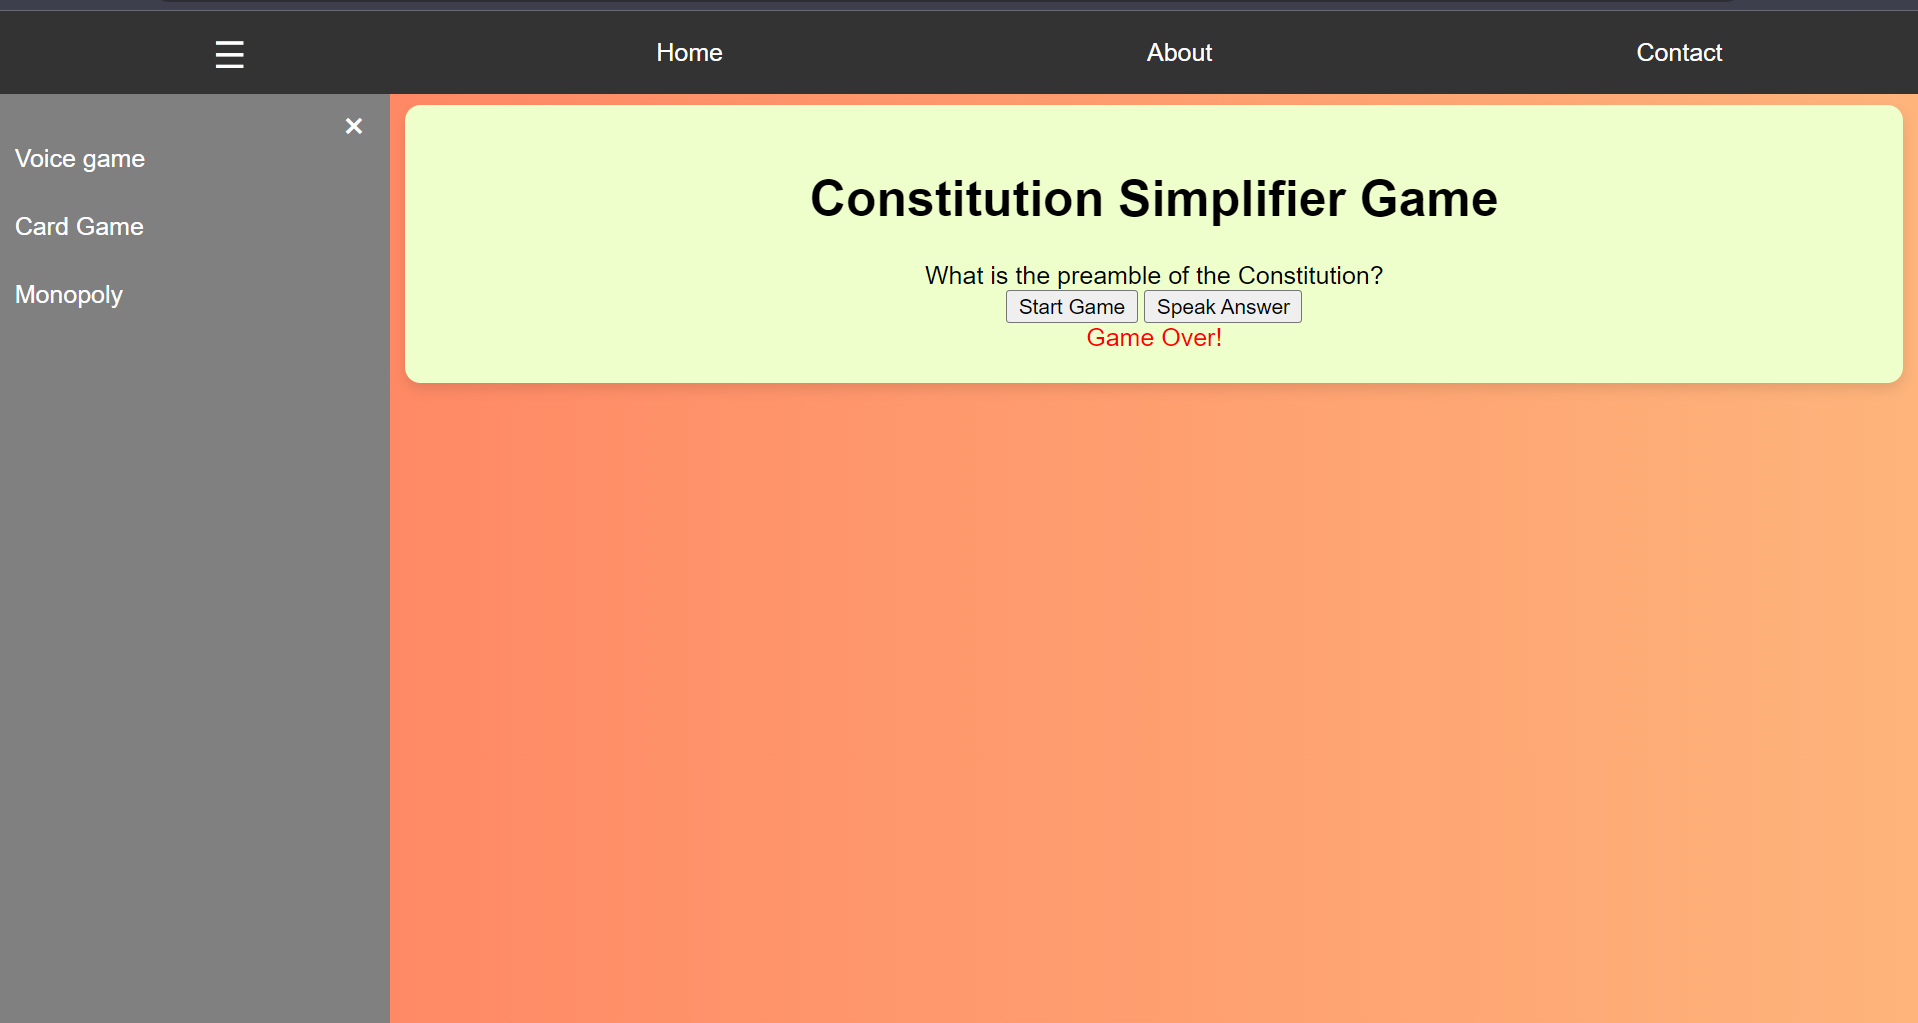 ☰ Home About Contact
×
Voice game
Card Game
Monopoly
Constitution Simplifier Game
What is the preamble of the Constitution?
Start Game Speak Answer
Game Over!